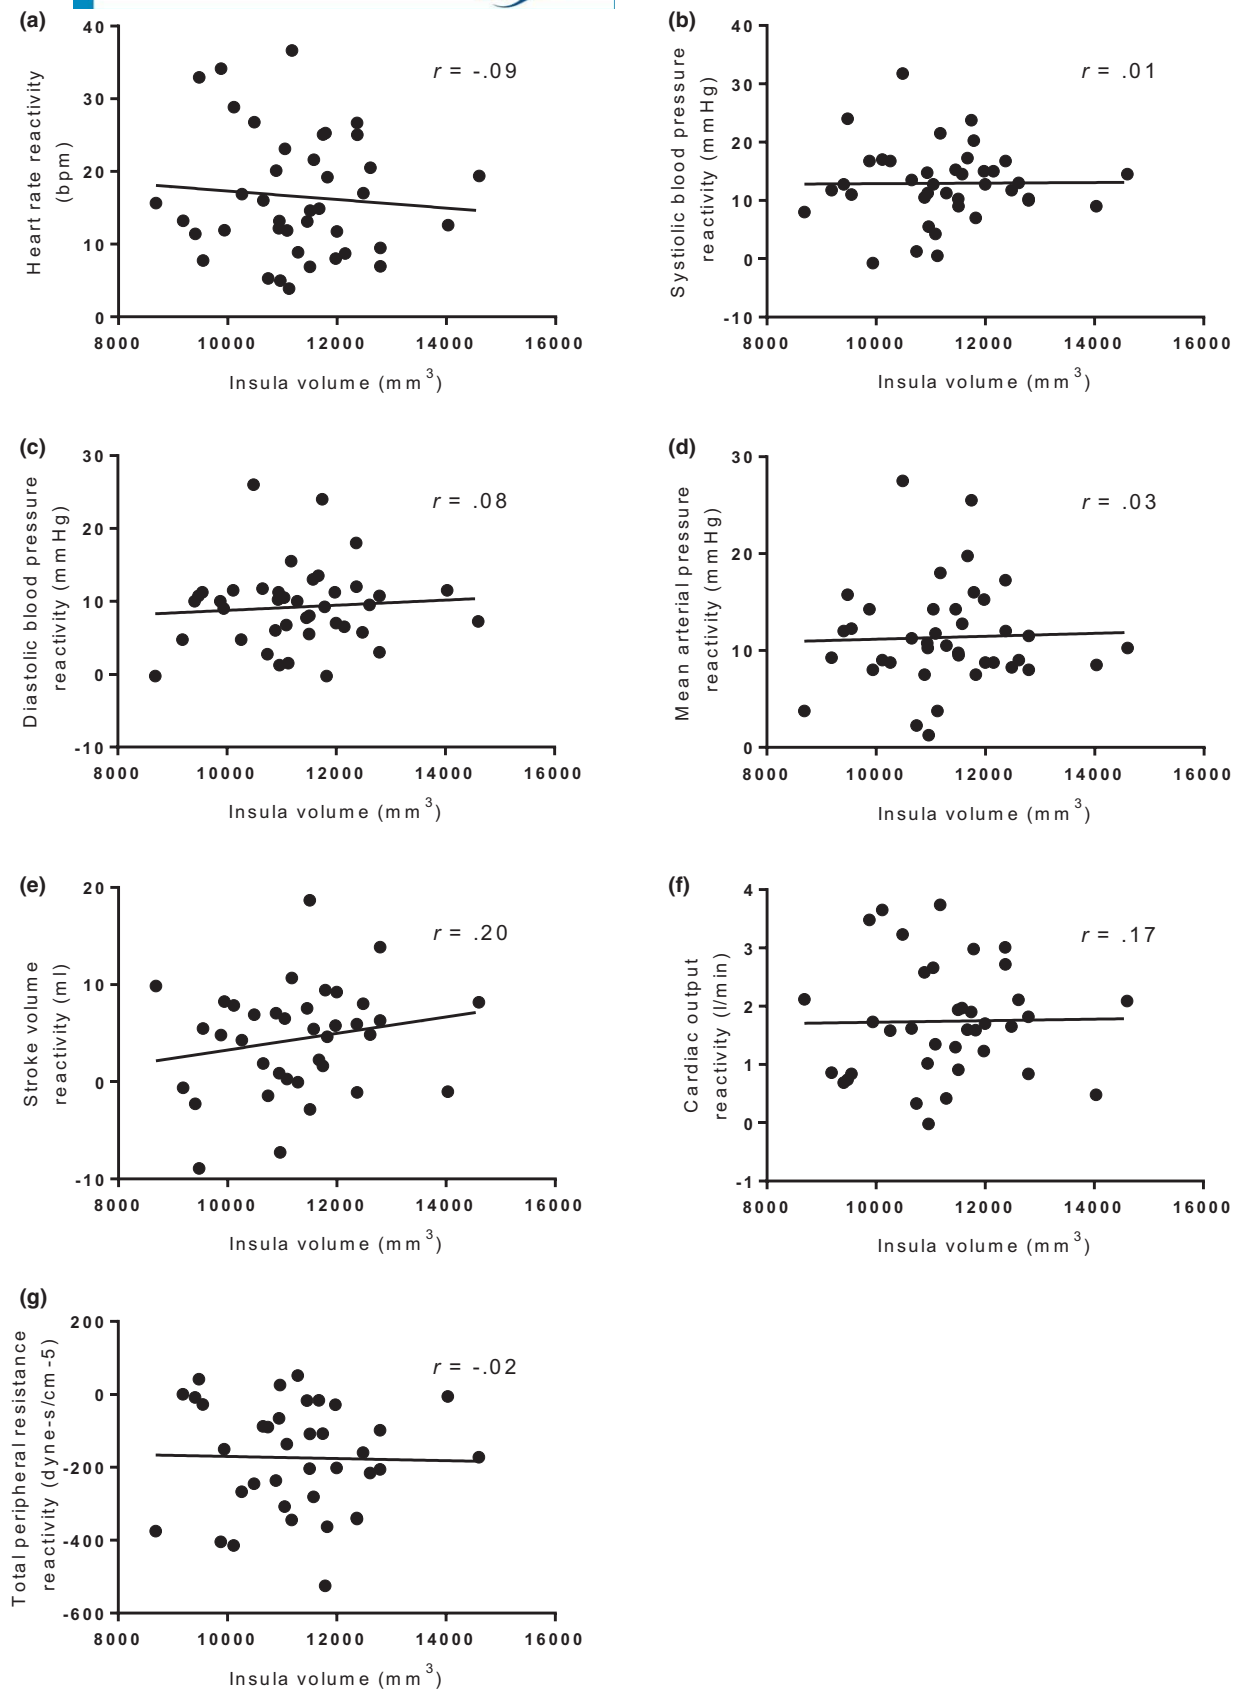 (a)
40
30
20
10
0
Heart rate reactivity
(bpm)
r = -.09
8000 10000 12000 14000 16000
Insula volume (mm3)
(b)
40
30
20
10
0
-10
Systiolic blood pressure
reactivity (mmHg)
r = .01
8000 10000 12000 14000 16000
Insula volume (mm3)
(c)
30
20
10
0
-10
Diastolic blood pressure
reactivity (mmHg)
r = .08
8000 10000 12000 14000 16000
Insula volume (mm3)
(d)
30
20
10
0
Mean arterial pressure
reactivity (mmHg)
r = .03
8000 10000 12000 14000 16000
Insula volume (mm3)
(e)
20
10
0
-10
Stroke volume
reactivity (ml)
r = .20
8000 10000 12000 14000 16000
Insula volume (mm3)
(f)
4
3
2
1
0
-1
Cardiac output
reactivity (l/min)
r = .17
8000 10000 12000 14000 16000
Insula volume (mm3)
(g)
200
0
-200
-400
-600
Total peripheral resistance
reactivity (dyne-s/cm-5)
r = -.02
8000 10000 12000 14000 16000
Insula volume (mm3)